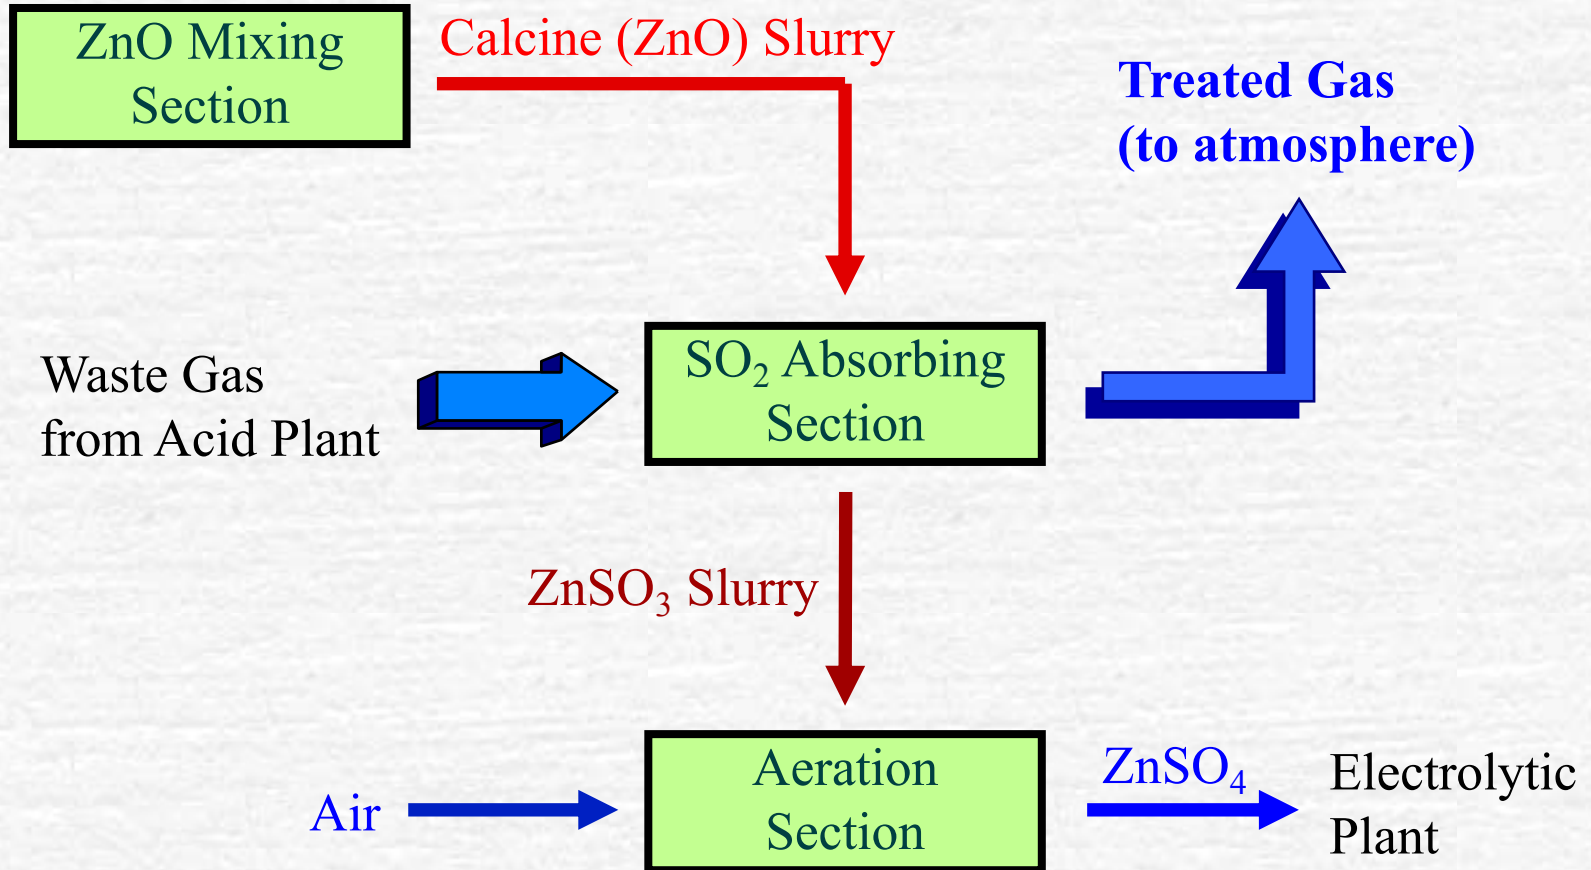 ZnO Mixing
Section
Calcine (ZnO) Slurry
Treated Gas
(to atmosphere)
Waste Gas
from Acid Plant
SO₂ Absorbing
Section
ZnSO₃ Slurry
Air
Aeration
Section
ZnSO₄
Electrolytic
Plant